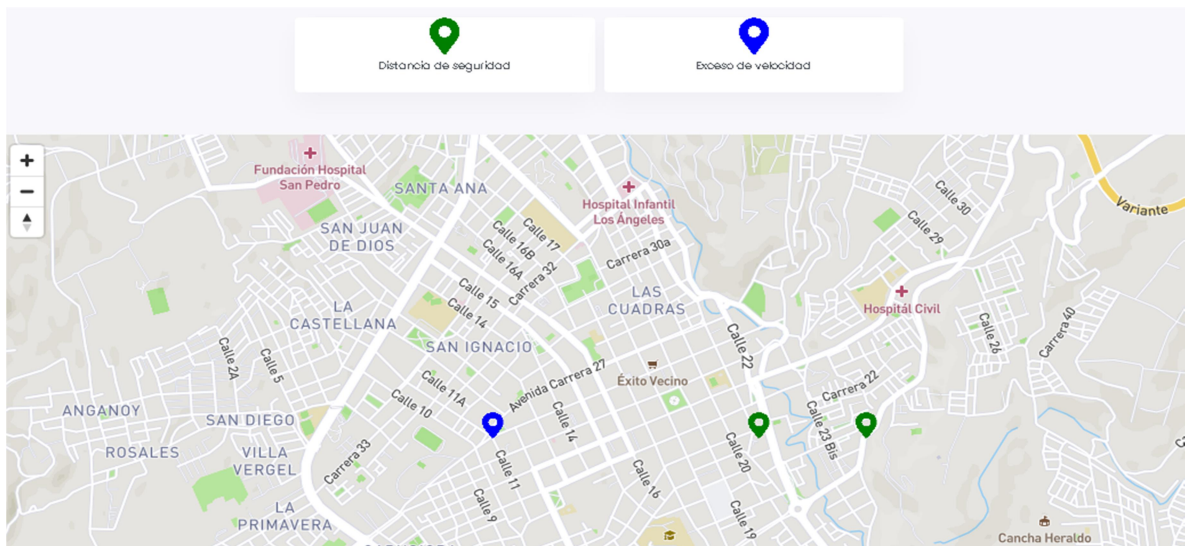 Distancia de seguridad
Exceso de velocidad
Fundación Hospital
San Pedro
SANTA ANA
Hospital Infantil
Los Ángeles
Variante
Calle 30
SAN JUAN
DE DIOS
Calle 17
Calle 16B
Calle 16A
Calle 29
Carrera 30a
Carrera 32
Calle 15
LAS
CUADRAS
Hospital Civil
LA
CASTELLANA
Calle 14
Carrera 40
SAN IGNACIO
Calle 22
Calle 26
Calle 2A
Calle 5
Éxito Vecino
Avenida Carrera 27
Carrera 22
Calle 11A
Calle 10
ANGANOY
SAN DIEGO
Calle 14
Calle 23 Bis
ROSALES
VILLA
VERGEL
Carrera 33
Calle 11
Calle 20
Calle 16
Calle 9
LA
PRIMAVERA
Calle 19
Cancha Heraldo